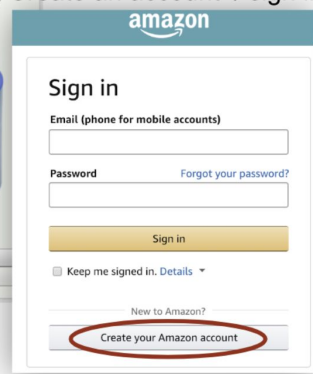 amazon
Sign in
Email (phone for mobile accounts)
Password Forgot your password?
Sign in
Keep me signed in. Details
New to Amazon?
Create your Amazon account